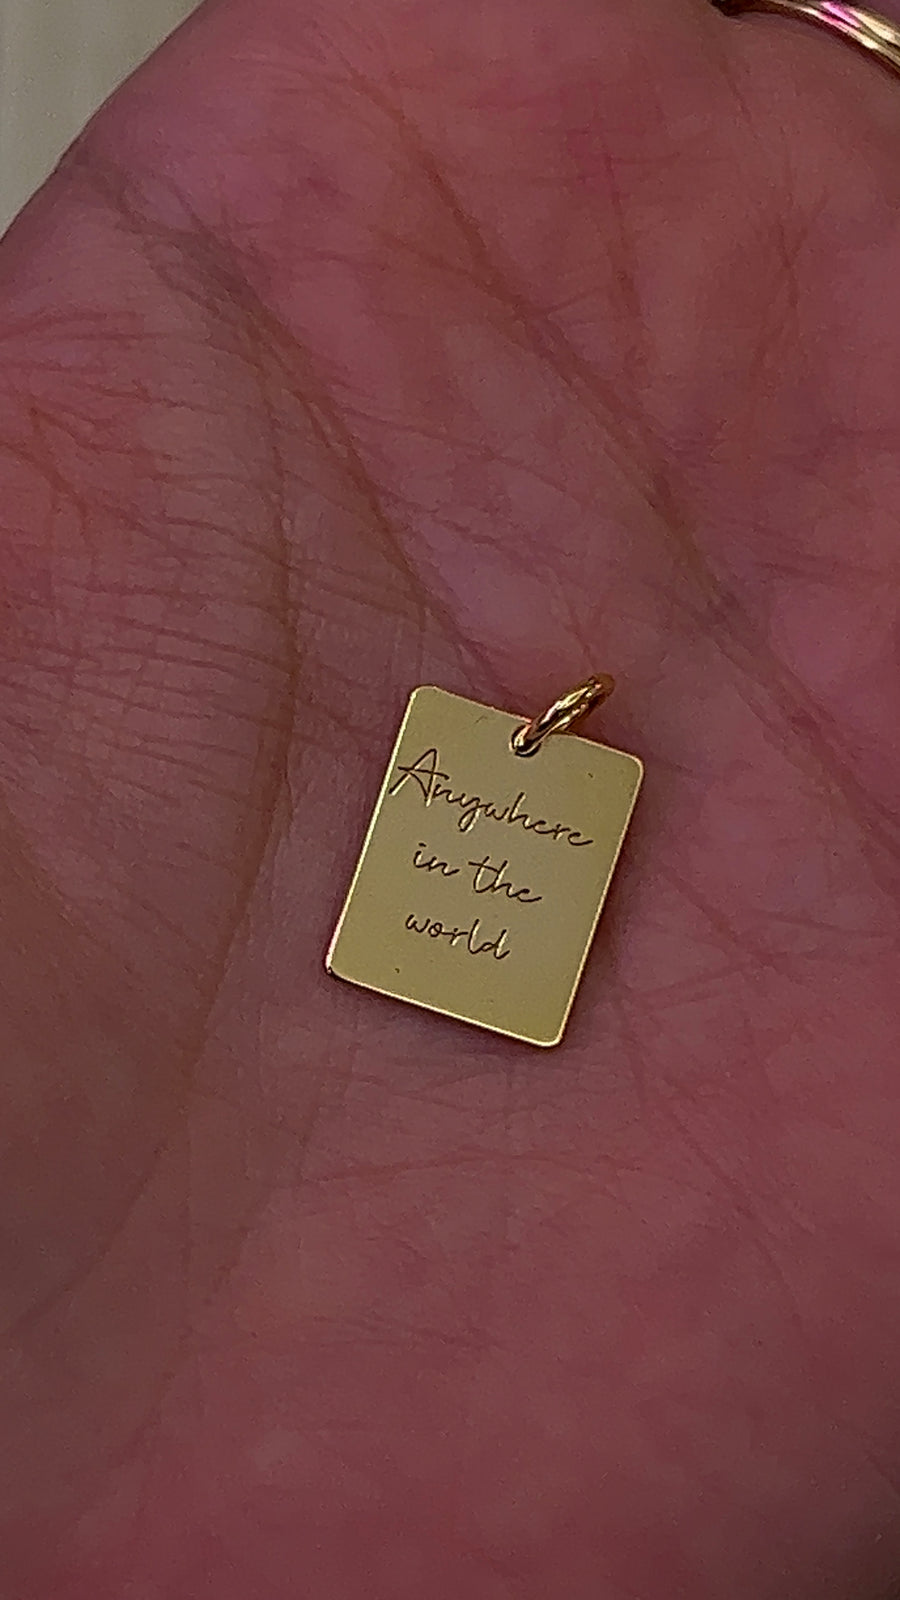 Anywhere
in the
world